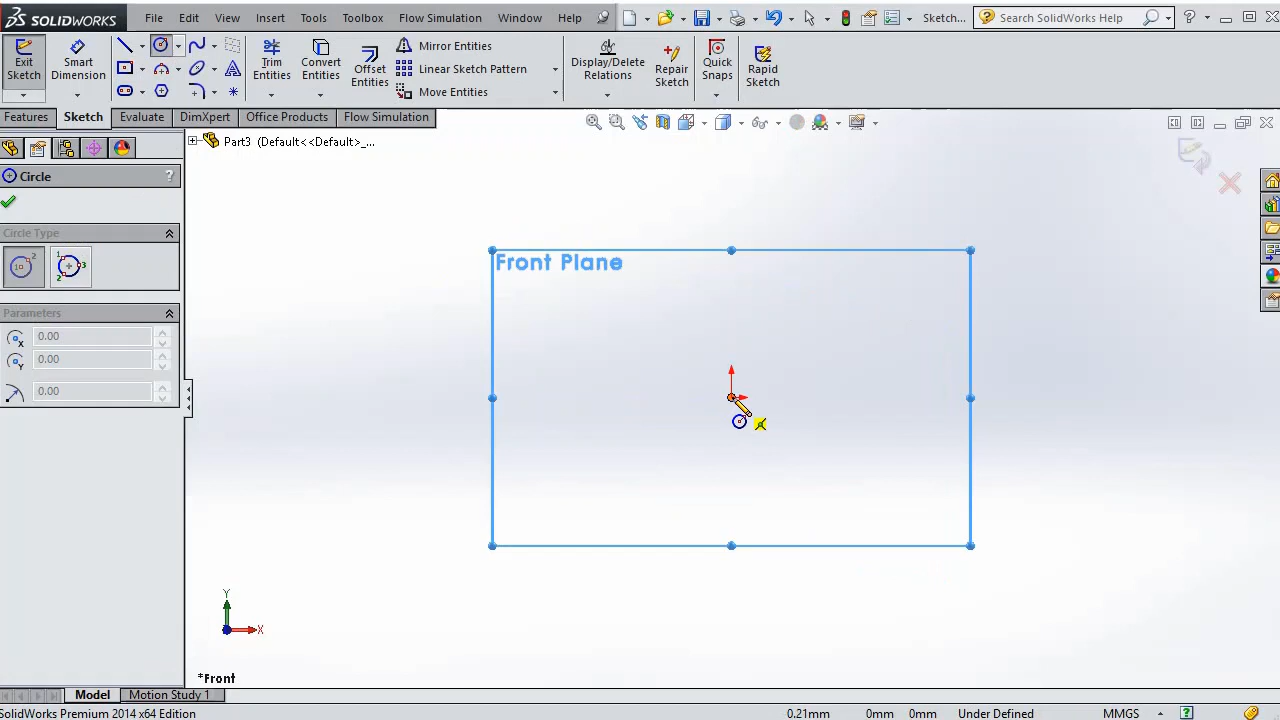 SOLIDWORKS File Edit View Insert Tools Toolbox Flow Simulation Window Help Sketch... Search SolidWorks Help
Exit Sketch
Smart Dimension
Trim Entities
Convert Entities
Offset Entities
Mirror Entities
Linear Sketch Pattern
Move Entities
Display/Delete Relations
Repair Sketch
Quick Snaps
Rapid Sketch
Features Sketch Evaluate DimXpert Office Products Flow Simulation
Part3 (Default<<Default>_...
Circle ?
Circle Type
Parameters
0.00
0.00
0.00
Front Plane
Y
X
*Front
Model Motion Study 1
SolidWorks Premium 2014 x64 Edition 0.21mm 0mm 0mm Under Defined MMGS